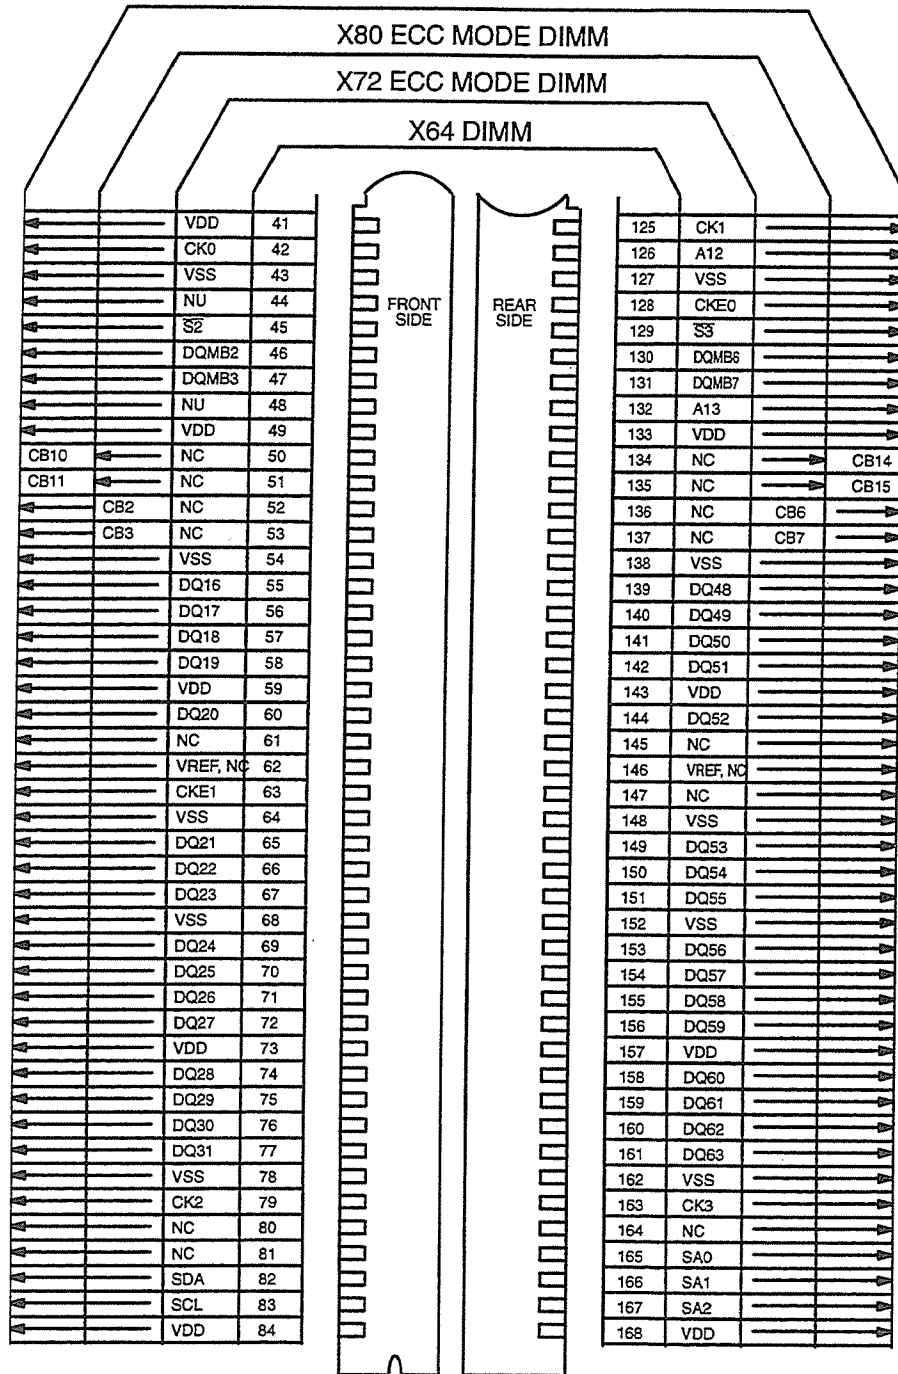 X80 ECC MODE DIMM
X72 ECC MODE DIMM
X64 DIMM
FRONT SIDE
REAR SIDE
VDD 41 125 CK1
CK0 42 126 A12
VSS 43 127 VSS
NU 44 128 CKE0
S̅2̅ 45 129 S̅3̅
DQMB2 46 130 DQMB6
DQMB3 47 131 DQMB7
NU 48 132 A13
VDD 49 133 VDD
CB10 NC 50 134 NC CB14
CB11 NC 51 135 NC CB15
CB2 NC 52 136 NC CB6
CB3 NC 53 137 NC CB7
VSS 54 138 VSS
DQ16 55 139 DQ48
DQ17 56 140 DQ49
DQ18 57 141 DQ50
DQ19 58 142 DQ51
VDD 59 143 VDD
DQ20 60 144 DQ52
NC 61 145 NC
VREF, NC 62 146 VREF, NC
CKE1 63 147 NC
VSS 64 148 VSS
DQ21 65 149 DQ53
DQ22 66 150 DQ54
DQ23 67 151 DQ55
VSS 68 152 VSS
DQ24 69 153 DQ56
DQ25 70 154 DQ57
DQ26 71 155 DQ58
DQ27 72 156 DQ59
VDD 73 157 VDD
DQ28 74 158 DQ60
DQ29 75 159 DQ61
DQ30 76 160 DQ62
DQ31 77 161 DQ63
VSS 78 162 VSS
CK2 79 163 CK3
NC 80 164 NC
NC 81 165 SA0
SDA 82 166 SA1
SCL 83 167 SA2
VDD 84 168 VDD